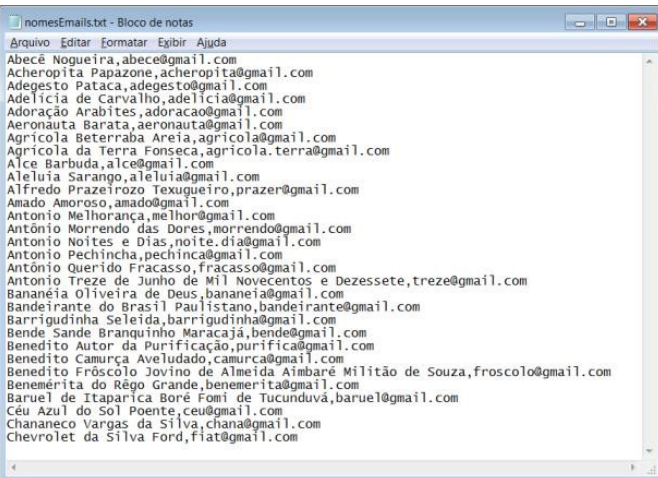 nomesEmails.txt - Bloco de notas
Arquivo Editar Formatar Exibir Ajuda
Abecê Nogueira,abece@gmail.com
Acheropita Papazone,acheropita@gmail.com
Adegesto Pataca,adegesto@gmail.com
Adelícia de Carvalho,adelicia@gmail.com
Adoração Arabites,adoracao@gmail.com
Aeronauta Barata,aeronauta@gmail.com
Agrícola Beterraba Areia,agricola@gmail.com
Agrícola da Terra Fonseca,agricola.terra@gmail.com
Alce Barbuda,alce@gmail.com
Aleluia Sarango,aleluia@gmail.com
Alfredo Prazeirozo Texugueiro,prazer@gmail.com
Amado Amoroso,amado@gmail.com
Antonio Melhorança,melhor@gmail.com
Antônio Morrendo das Dores,morrendo@gmail.com
Antonio Noites e Dias,noite.dia@gmail.com
Antonio Pechincha,pechinca@gmail.com
Antônio Querido Fracasso,fracasso@gmail.com
Antonio Treze de Junho de Mil Novecentos e Dezessete,treze@gmail.com
Bananéia Oliveira de Deus,bananeia@gmail.com
Bandeirante do Brasil Paulistano,bandeirante@gmail.com
Barrigudinha Seleida,barrigudinha@gmail.com
Bende Sande Branquinho Maracajá,bende@gmail.com
Benedito Autor da Purificação,purifica@gmail.com
Benedito Camurça Aveludado,camurca@gmail.com
Benedito Frôscolo Jovino de Almeida Aimbaré Militão de Souza,froscolo@gmail.com
Benemérita do Rêgo Grande,benemerita@gmail.com
Baruel de Itaparica Boré Fomi de Tucunduvá,baruel@gmail.com
Céu Azul do Sol Poente,ceu@gmail.com
Chananeco Vargas da Silva,chana@gmail.com
Chevrolet da Silva Ford,fiat@gmail.com